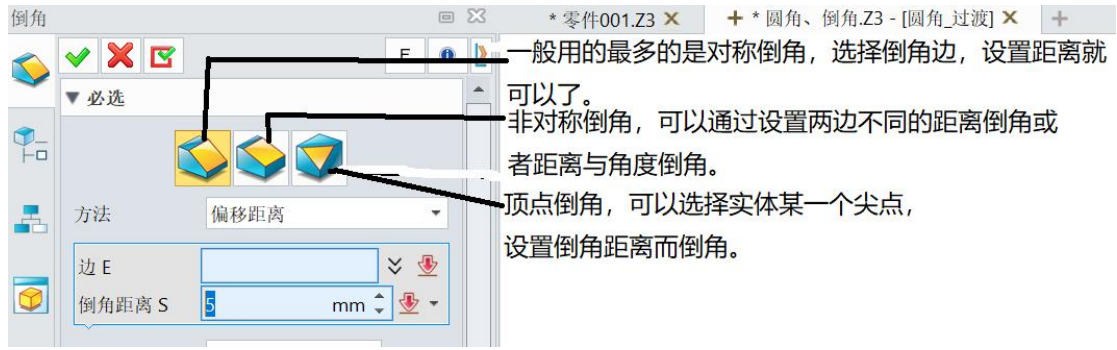 倒角
* 零件001.Z3
* 圆角、倒角.Z3 - [圆角_过渡]
一般用的最多的是对称倒角，选择倒角边，设置距离就
可以了。
必选
非对称倒角，可以通过设置两边不同的距离倒角或
者距离与角度倒角。
方法
偏移距离
顶点倒角，可以选择实体某一个尖点，
设置倒角距离而倒角。
边 E
倒角距离 S
5
mm